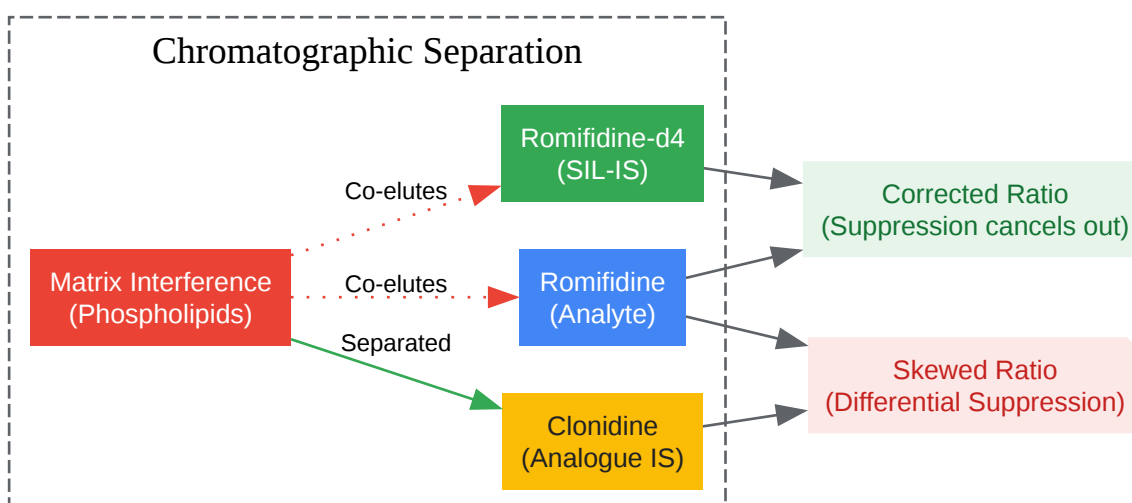 Chromatographic Separation
Romifidine-d4
(SIL-IS)
Co-elutes
Corrected Ratio
(Suppression cancels out)
Matrix Interference
(Phospholipids)
Co-elutes
Romifidine
(Analyte)
Separated
Skewed Ratio
(Differential Suppression)
Clonidine
(Analogue IS)